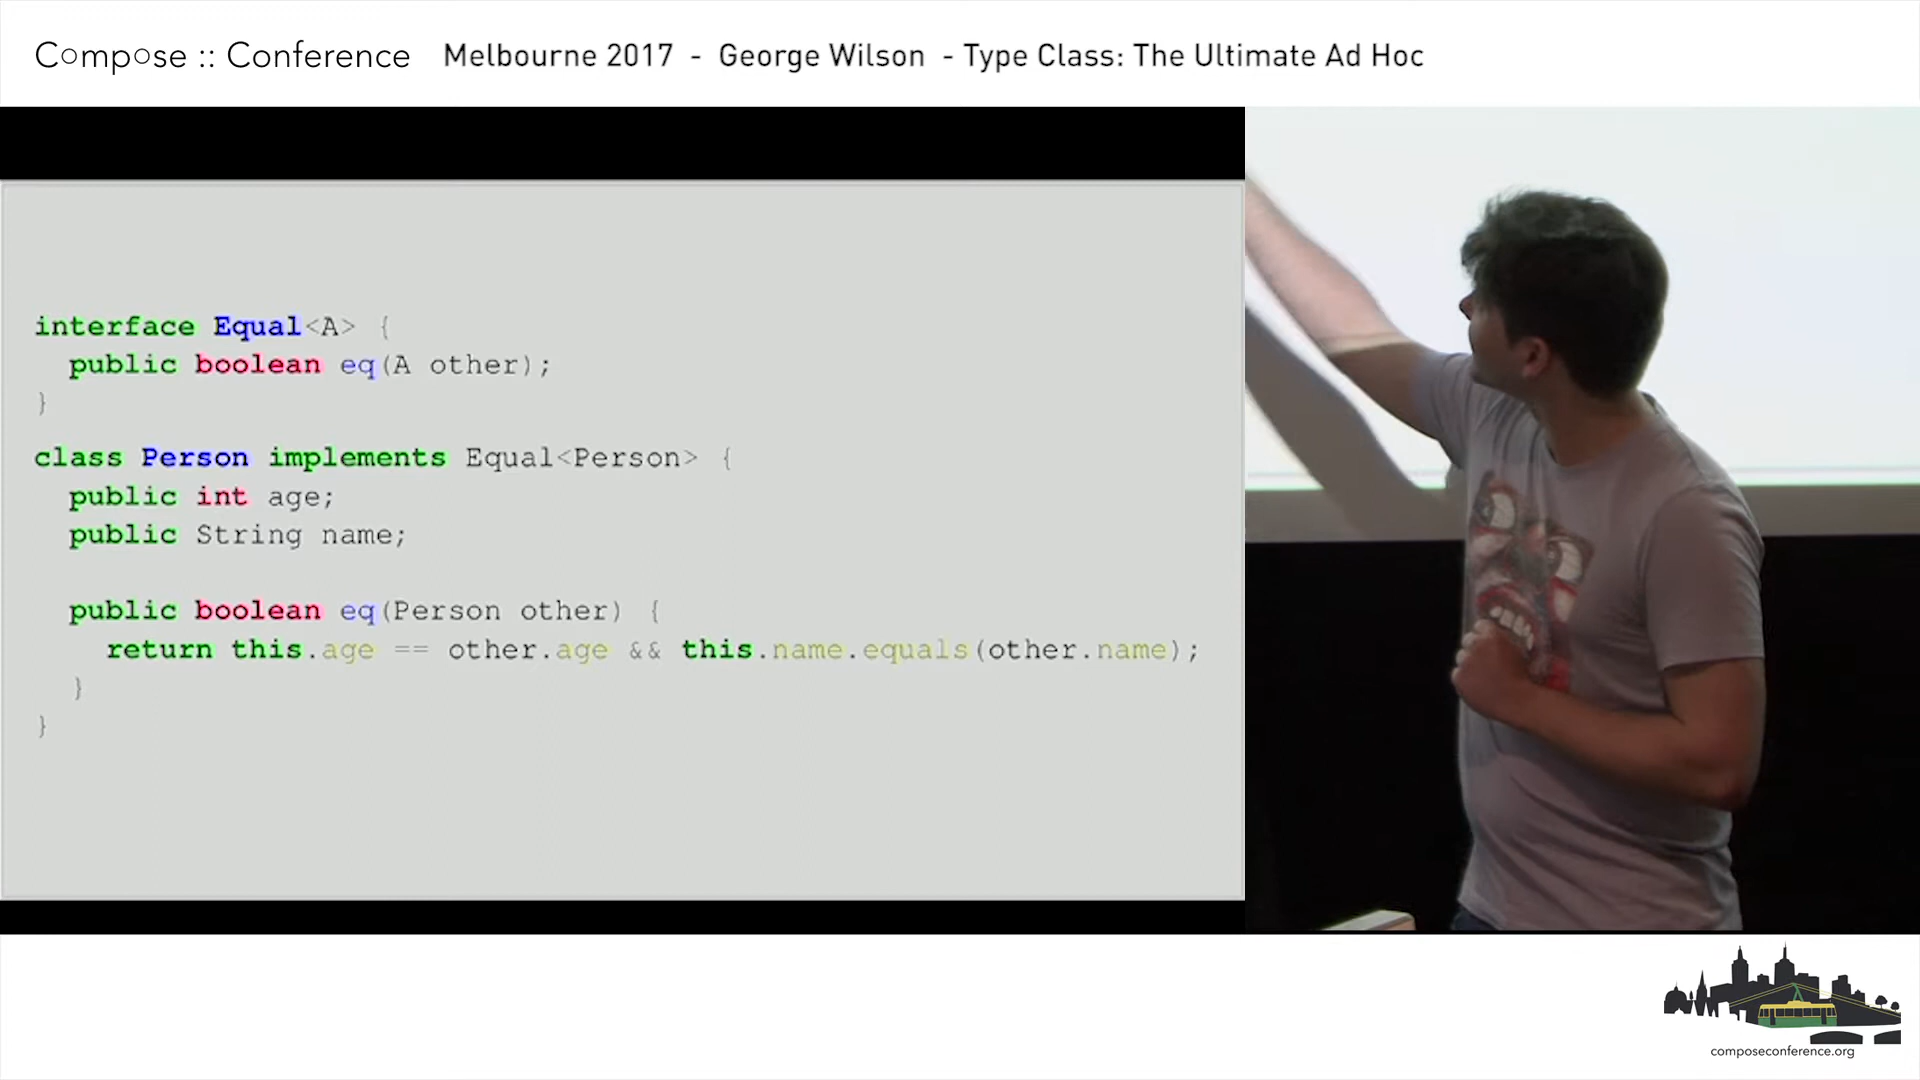 Compose :: Conference Melbourne 2017 - George Wilson - Type Class: The Ultimate Ad Hoc
interface Equal<A> {
  public boolean eq(A other);
}
class Person implements Equal<Person> {
  public int age;
  public String name;
  public boolean eq(Person other) {
    return this.age == other.age && this.name.equals(other.name);
  }
}
composeconference.org